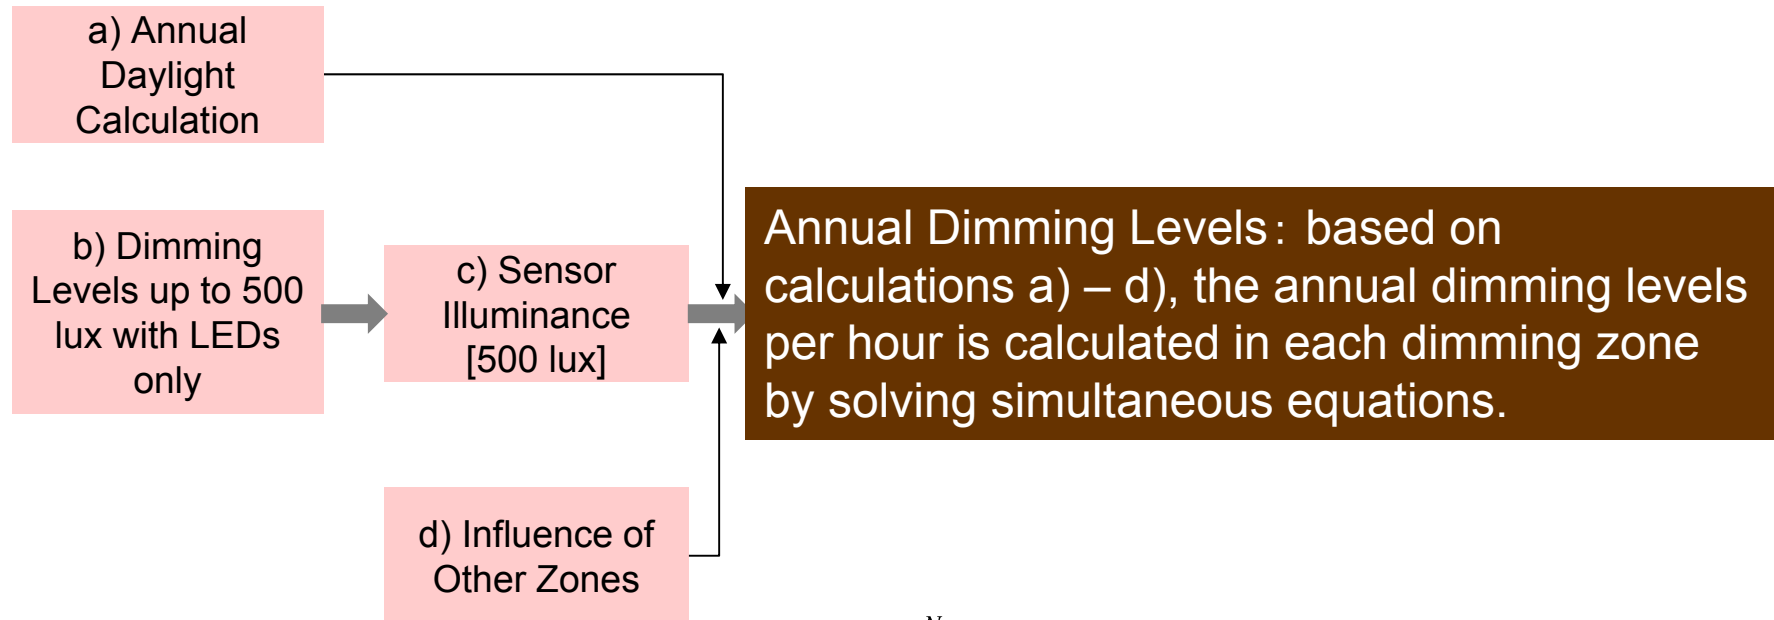 a) Annual
Daylight
Calculation
b) Dimming
Levels up to 500
lux with LEDs
only
c) Sensor
Illuminance
[500 lux]
d) Influence of
Other Zones
Annual Dimming Levels: based on
calculations a) – d), the annual dimming levels
per hour is calculated in each dimming zone
by solving simultaneous equations.
N